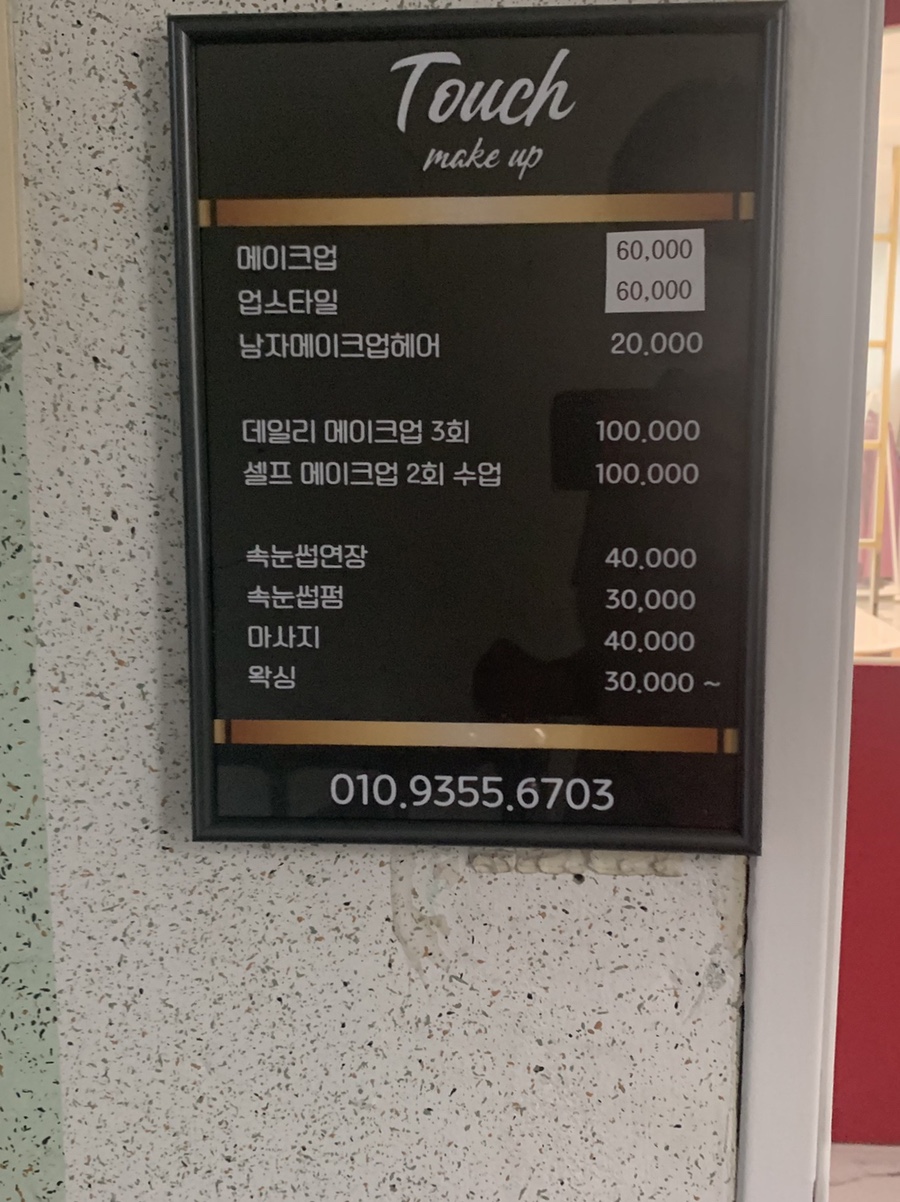 Touch
make up
메이크업 60,000
업스타일 60,000
남자메이크업헤어 20.000
데일리 메이크업 3회 100.000
셀프 메이크업 2회 수업 100.000
속눈썹연장 40.000
속눈썹펌 30,000
마사지 40.000
왁싱 30.000 ~
010.9355.6703